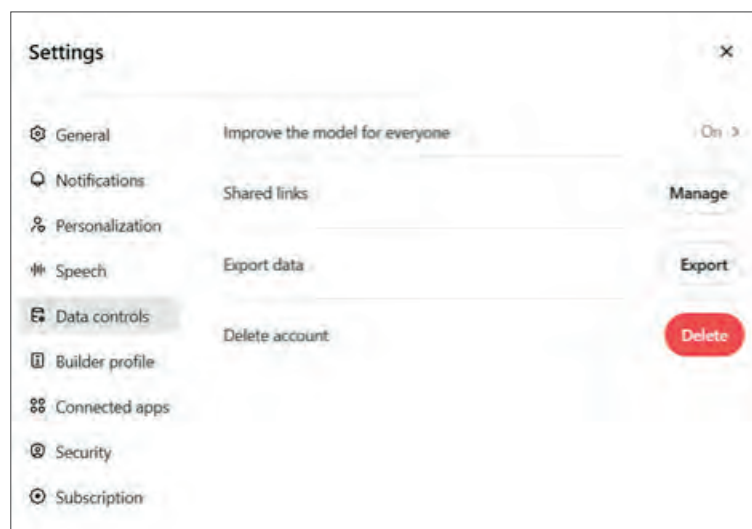 Settings
General
Notifications
Personalization
Speech
Data controls
Builder profile
Connected apps
Security
Subscription
Improve the model for everyone On
Shared links Manage
Export data Export
Delete account Delete